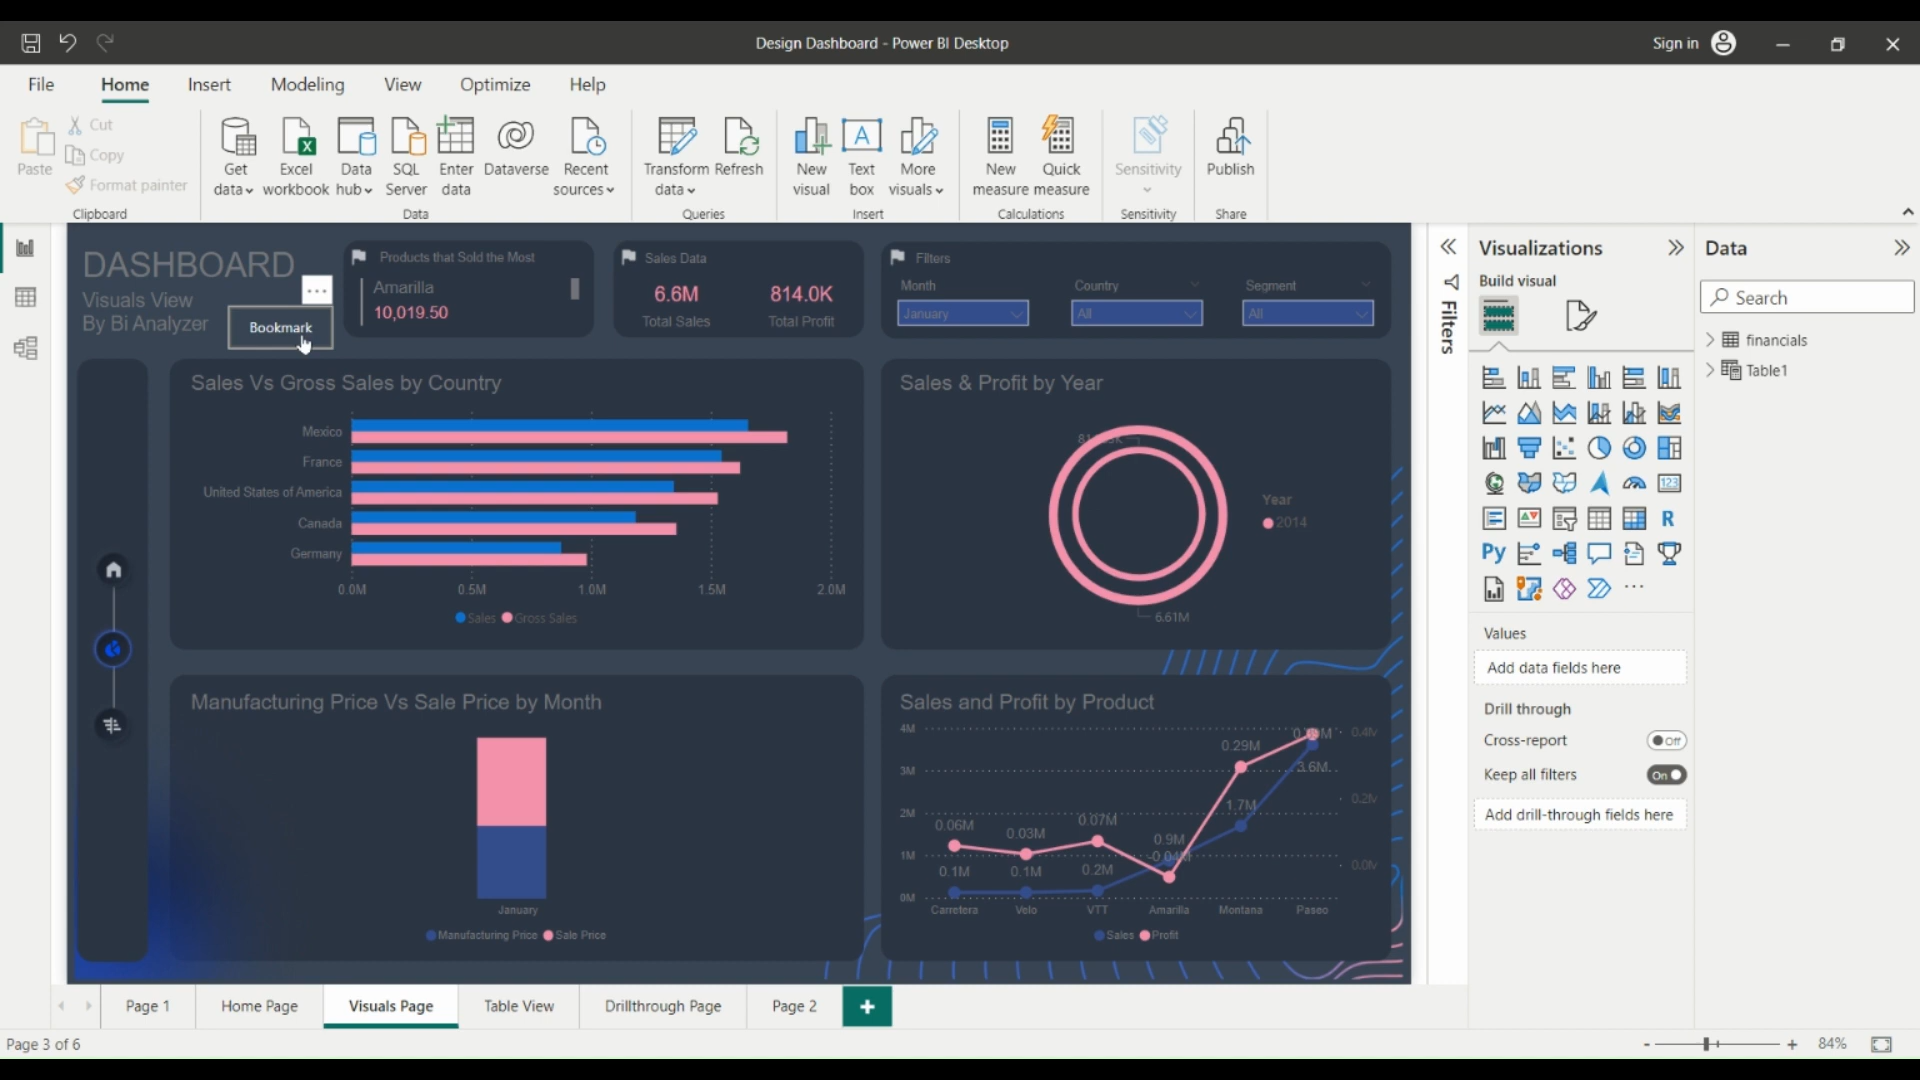 Design Dashboard - Power BI Desktop
Sign in
File
Home
Insert
Modeling
View
Optimize
Help
Paste
Cut
Copy
Format painter
Clipboard
Get data
Excel workbook
Data hub
SQL Server
Enter data
Dataverse
Recent sources
Data
Transform data
Refresh
Queries
New visual
Text box
A
More visuals
Insert
New measure
Quick measure
Calculations
Sensitivity
Sensitivity
Publish
Share
DASHBOARD
Visuals View
By Bi Analyzer
Bookmark
Products that Sold the Most
Amarilla
10,019.50
Sales Data
6.6M
Total Sales
814.0K
Total Profit
Filters
Month
January
Country
All
Segment
All
Sales Vs Gross Sales by Country
Mexico
France
United States of America
Canada
Germany
0.0M
0.5M
1.0M
1.5M
2.0M
Sales
Gross Sales
Sales & Profit by Year
6.61M
Year
2014
Manufacturing Price Vs Sale Price by Month
January
Manufacturing Price
Sale Price
Sales and Profit by Product
4M
3M
2M
1M
0M
0.06M
0.03M
0.07M
0.29M
0.1M
0.1M
0.2M
0.9M
-0.04M
1.7M
3.6M
Carretera
Velo
VTT
Amarilla
Montana
Paseo
Sales
Profit
Filters
Visualizations
Build visual
123
R
Py
Values
Add data fields here
Drill through
Cross-report
Off
Keep all filters
On
Add drill-through fields here
Data
Search
financials
Table1
Page 1
Home Page
Visuals Page
Table View
Drillthrough Page
Page 2
Page 3 of 6
84%